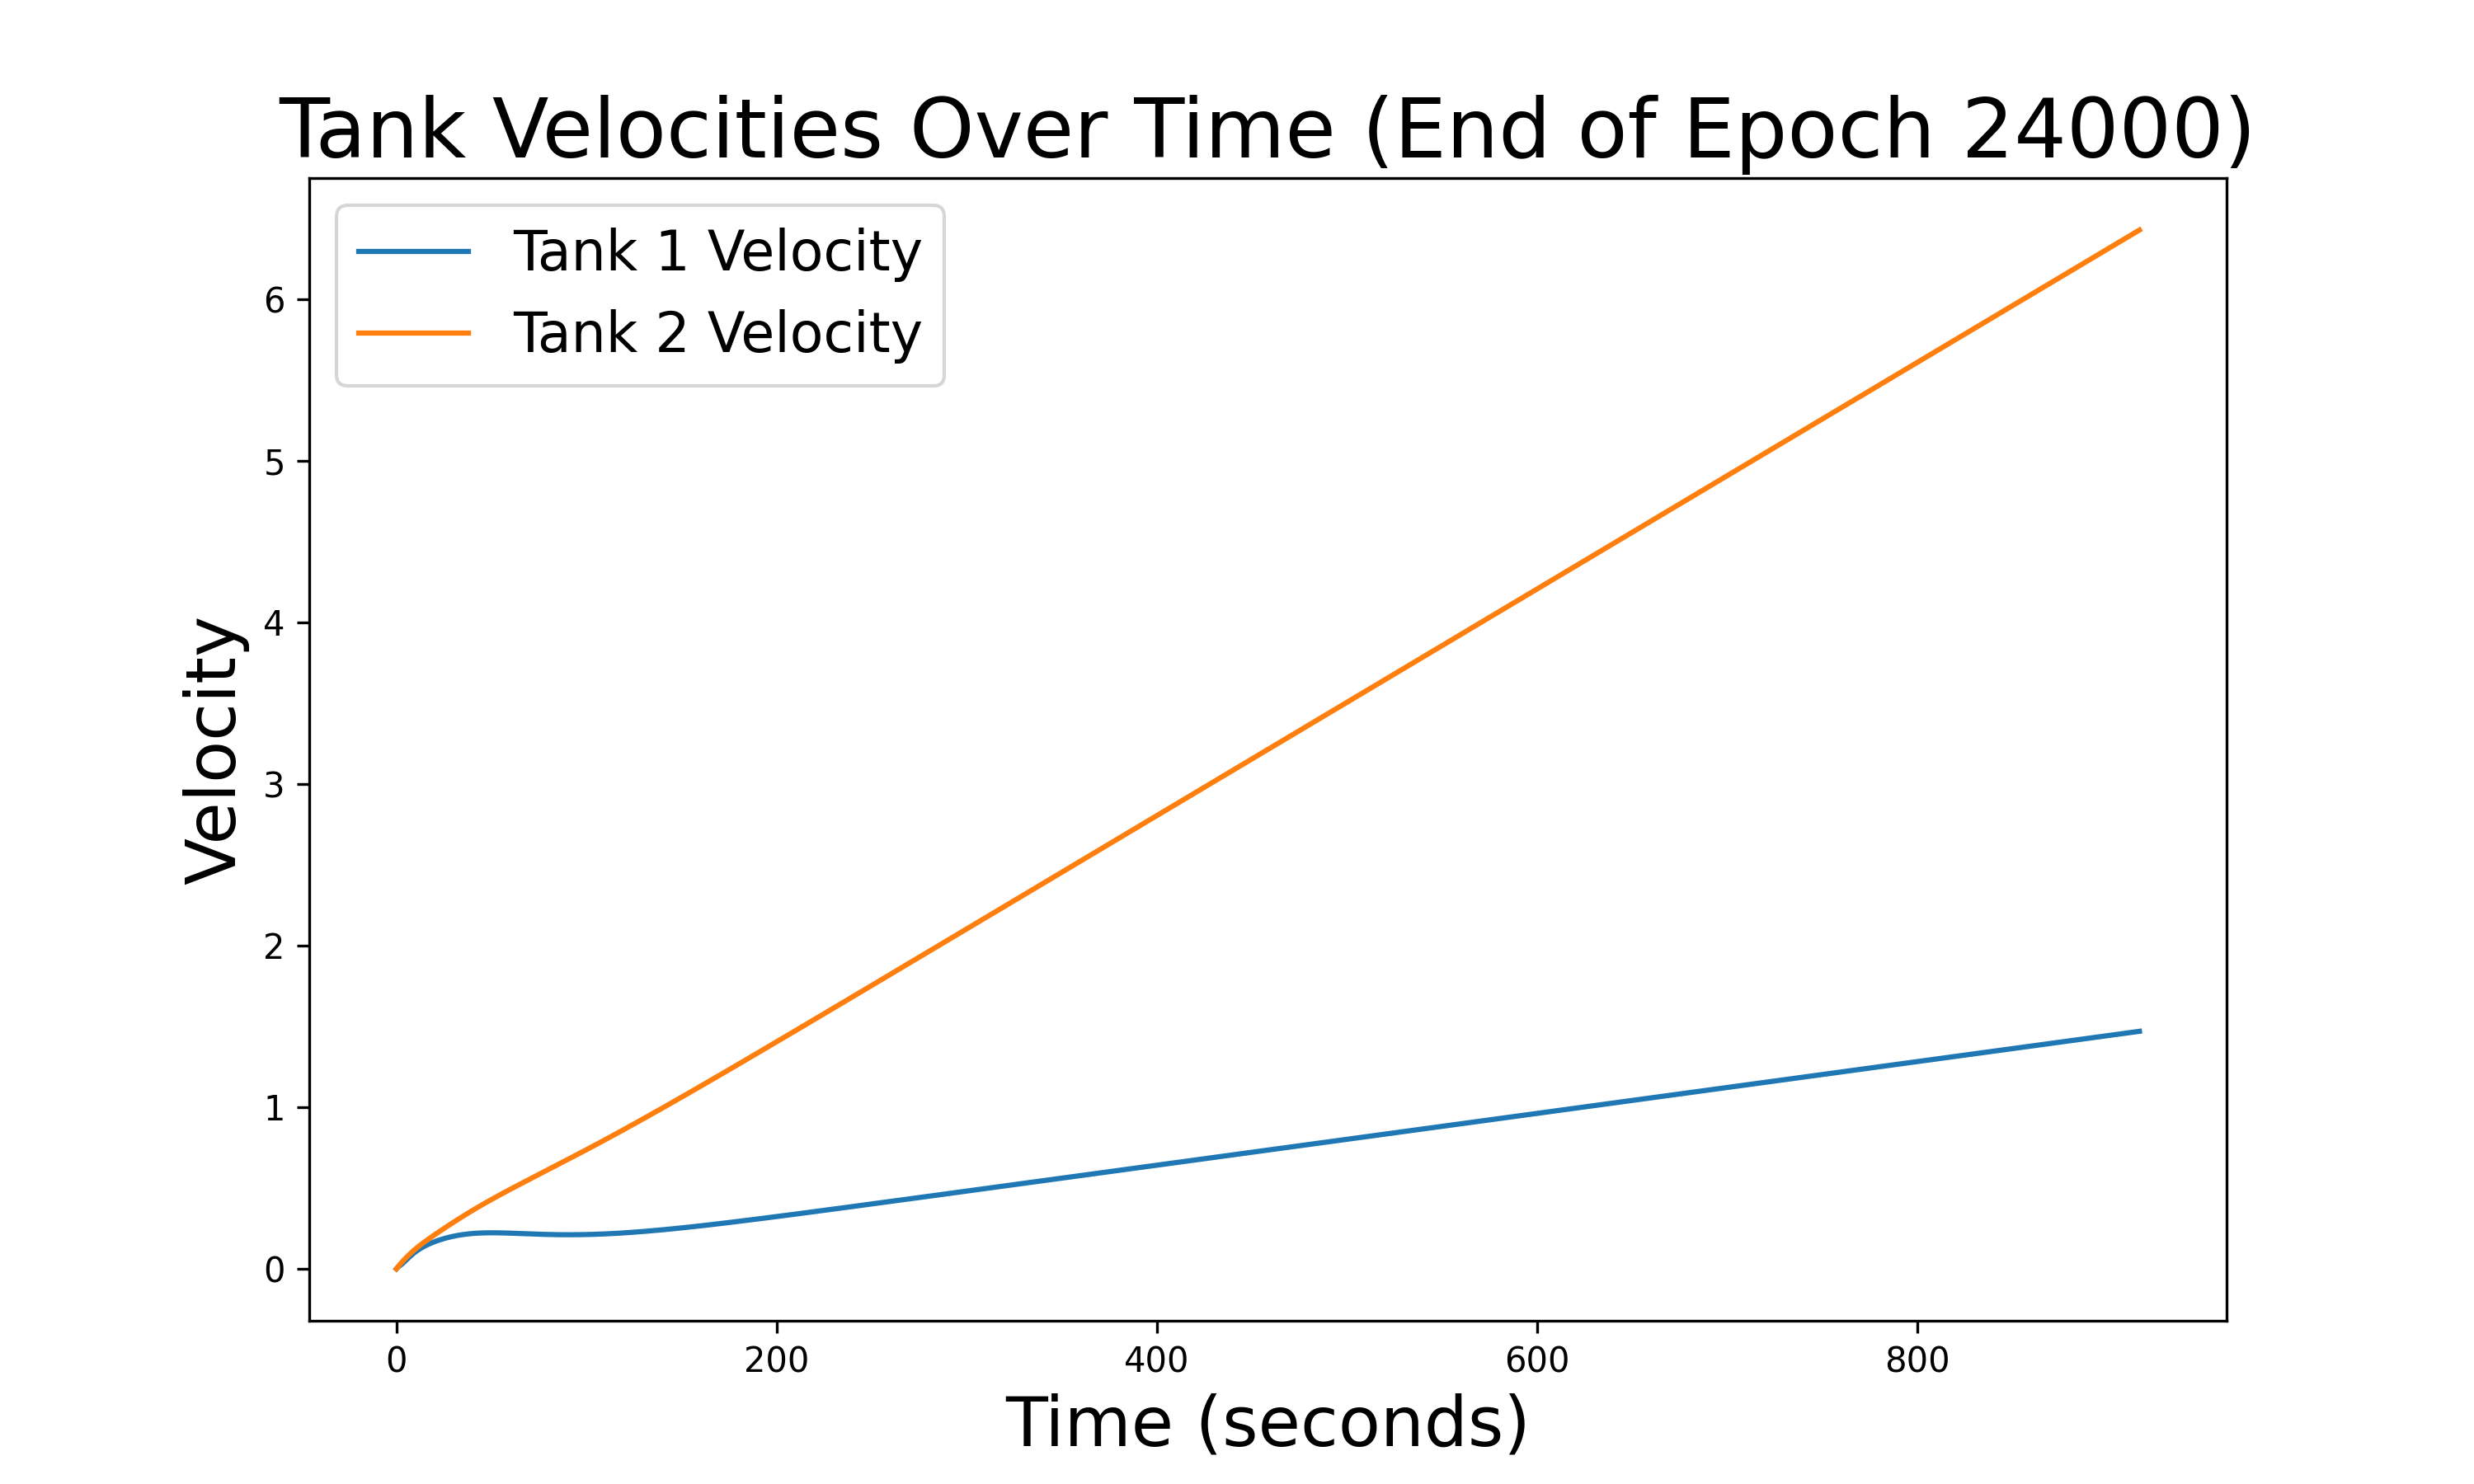 Tank Velocities Over Time (End of Epoch 24000)
Tank 1 Velocity
Tank 2 Velocity
Velocity
6
5
4
3
2
1
0
0 200 400 600 800
Time (seconds)